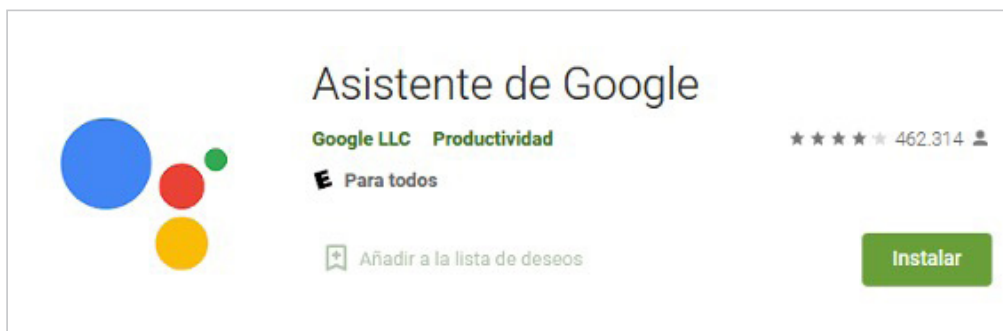 Asistente de Google
Google LLC Productividad 462.314
E Para todos
Añadir a la lista de deseos Instalar